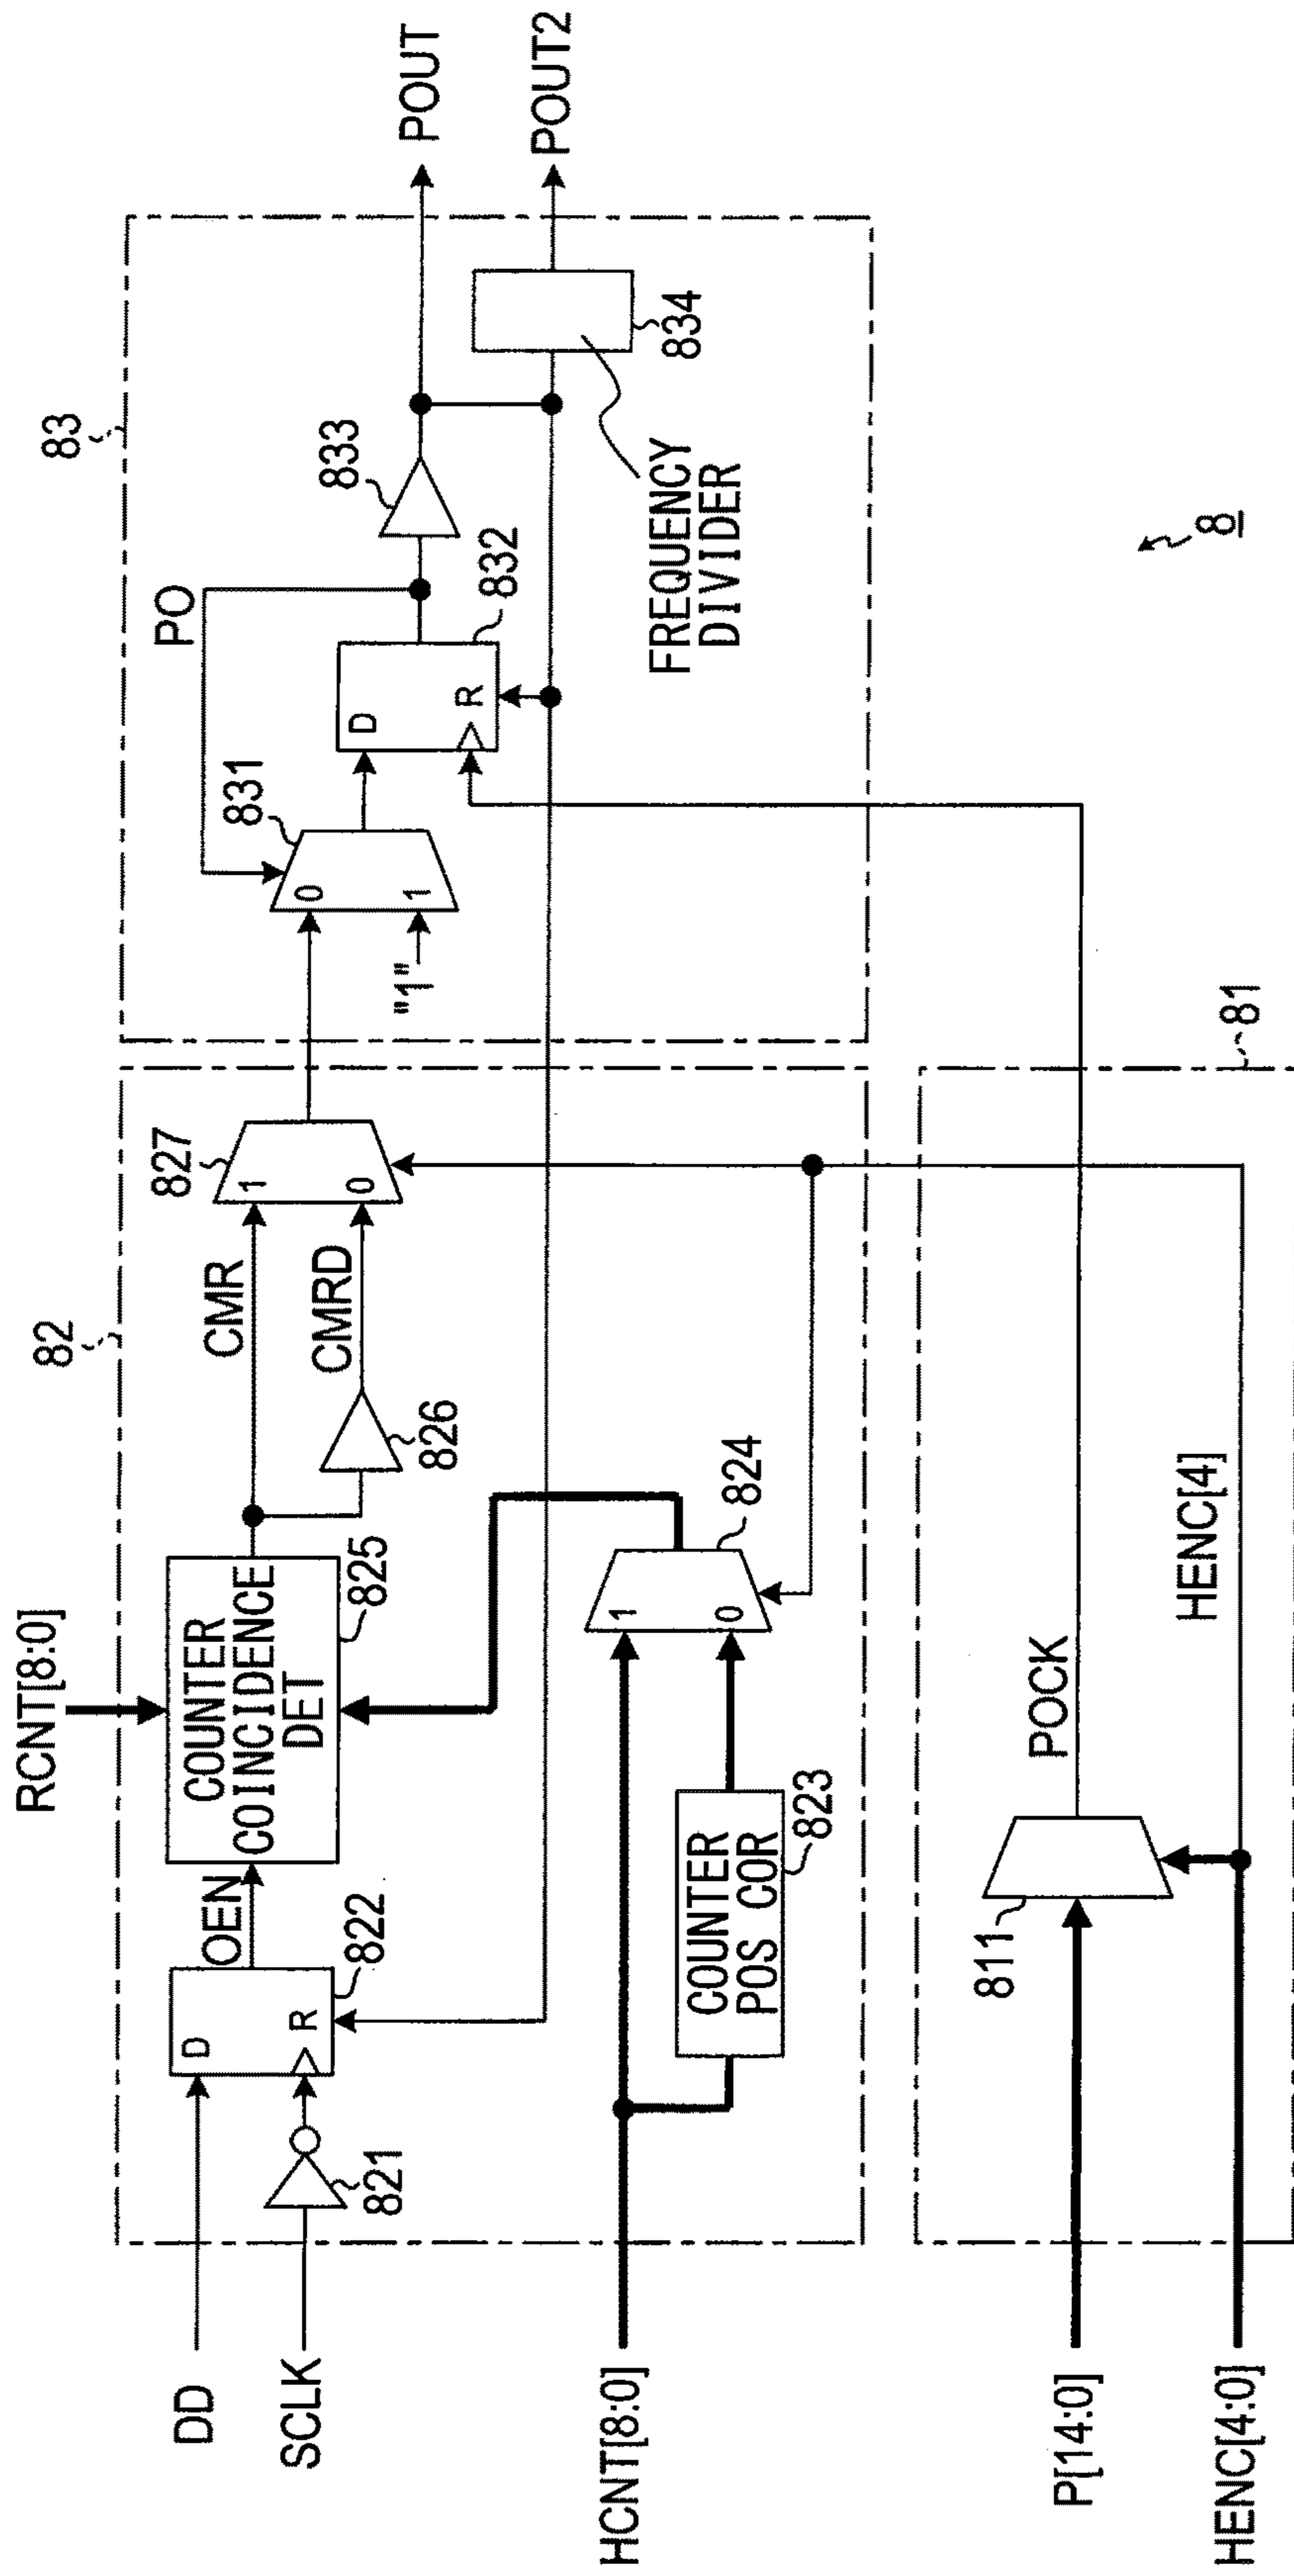 DD
SCLK
HCNT[8:0]
P[14:0]
HENC[4:0]
821
D
R
822
OEN
COUNTER
POS COR
823
811
RCNT[8:0]
COUNTER
COINCIDENCE
DET
825
82
CMR
CMRD
826
1
0
824
1
0
827
POCK
HENC[4]
81
"1"
0
1
831
PO
D
R
832
833
83
FREQUENCY
DIVIDER
834
POUT
POUT2
8